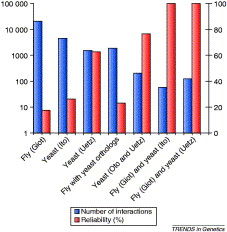 100 000
100
10 000
80
1000
60
100
40
10
20
1
0
Fly (Giot)
Yeast (Ito)
Yeast (Uetz)
Fly with yeast orthologs
Yeast (Oto and Uetz)
Fly (Giot) and yeast (Ito)
Fly (Giot) and yeast (Uetz)
Number of interactions
Reliability (%)
TRENDS in Genetics